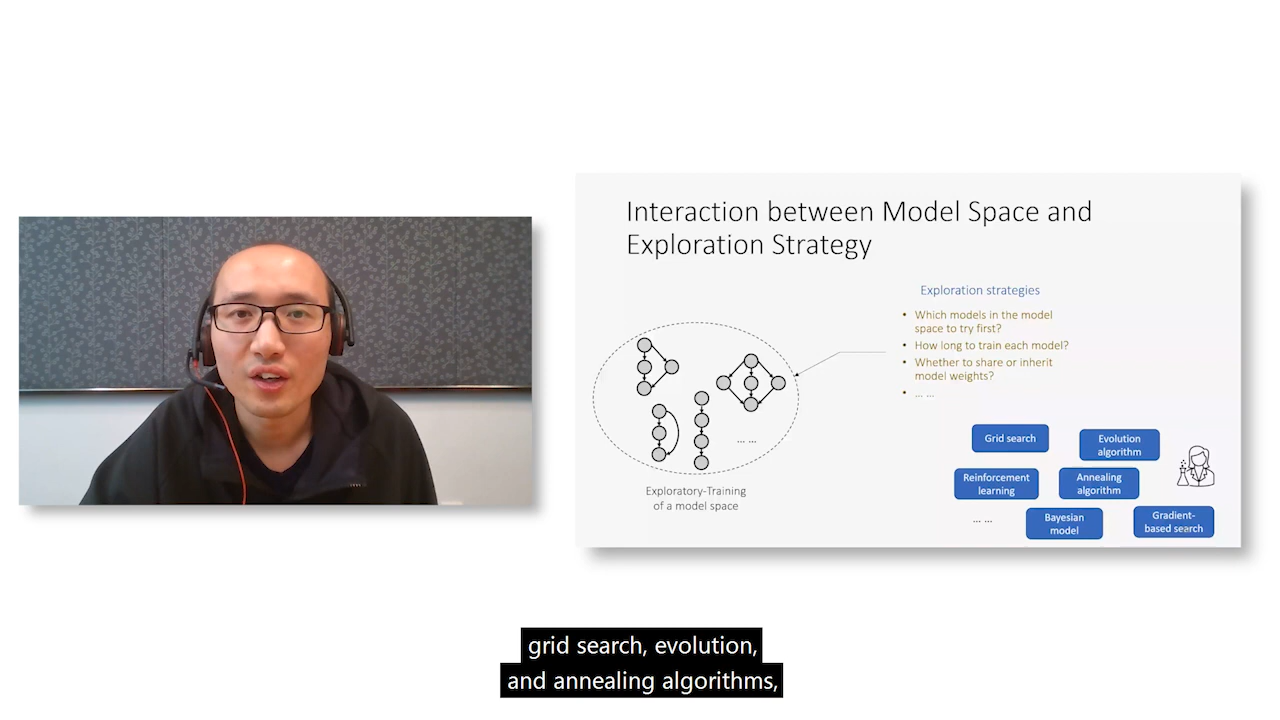 Interaction between Model Space and
Exploration Strategy
Exploration strategies
• Which models in the model
space to try first?
• How long to train each model?
• Whether to share or inherit
model weights?
• ... ...
... ...
Exploratory-Training
of a model space
Grid search
Evolution
algorithm
Reinforcement
learning
Annealing
algorithm
... ...
Bayesian
model
Gradient-
based search
grid search, evolution,
and annealing algorithms,